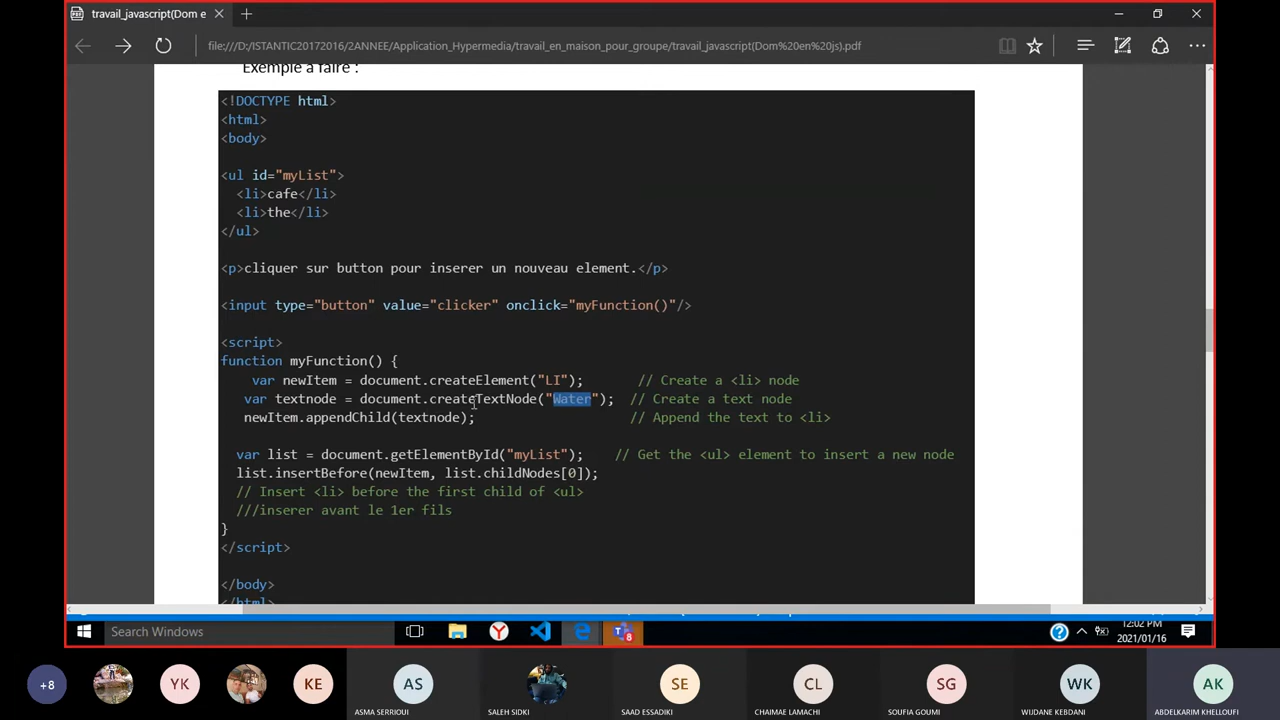 travail_javascript(Dom e
file:///D:/ISTANTIC20172016/2ANNEE/Application_Hypermedia/travail_en_maison_pour_groupe/travail_javascript(Dom%20en%20js).pdf
Exemple a faire :
<!DOCTYPE html>
<html>
<body>
<ul id="myList">
<li>cafe</li>
<li>the</li>
</ul>
<p>cliquer sur button pour inserer un nouveau element.</p>
<input type="button" value="clicker" onclick="myFunction()"/>
<script>
function myFunction() {
var newItem = document.createElement("LI"); // Create a <li> node
var textnode = document.createTextNode("Water"); // Create a text node
newItem.appendChild(textnode); // Append the text to <li>
var list = document.getElementById("myList"); // Get the <ul> element to insert a new node
list.insertBefore(newItem, list.childNodes[0]);
// Insert <li> before the first child of <ul>
///inserer avant le 1er fils
}
</script>
</body>
</html>
Search Windows
8
12:02 PM
2021/01/16
+8 YK KE AS SE CL SG WK AK
ASMA SERRIOUI SALEH SIDKI SAAD ESSADIKI CHAIMAE LAMACHI SOUFIA GOUMI WIJDANE KEBDANI ABDELKARIM KHELLOUFI